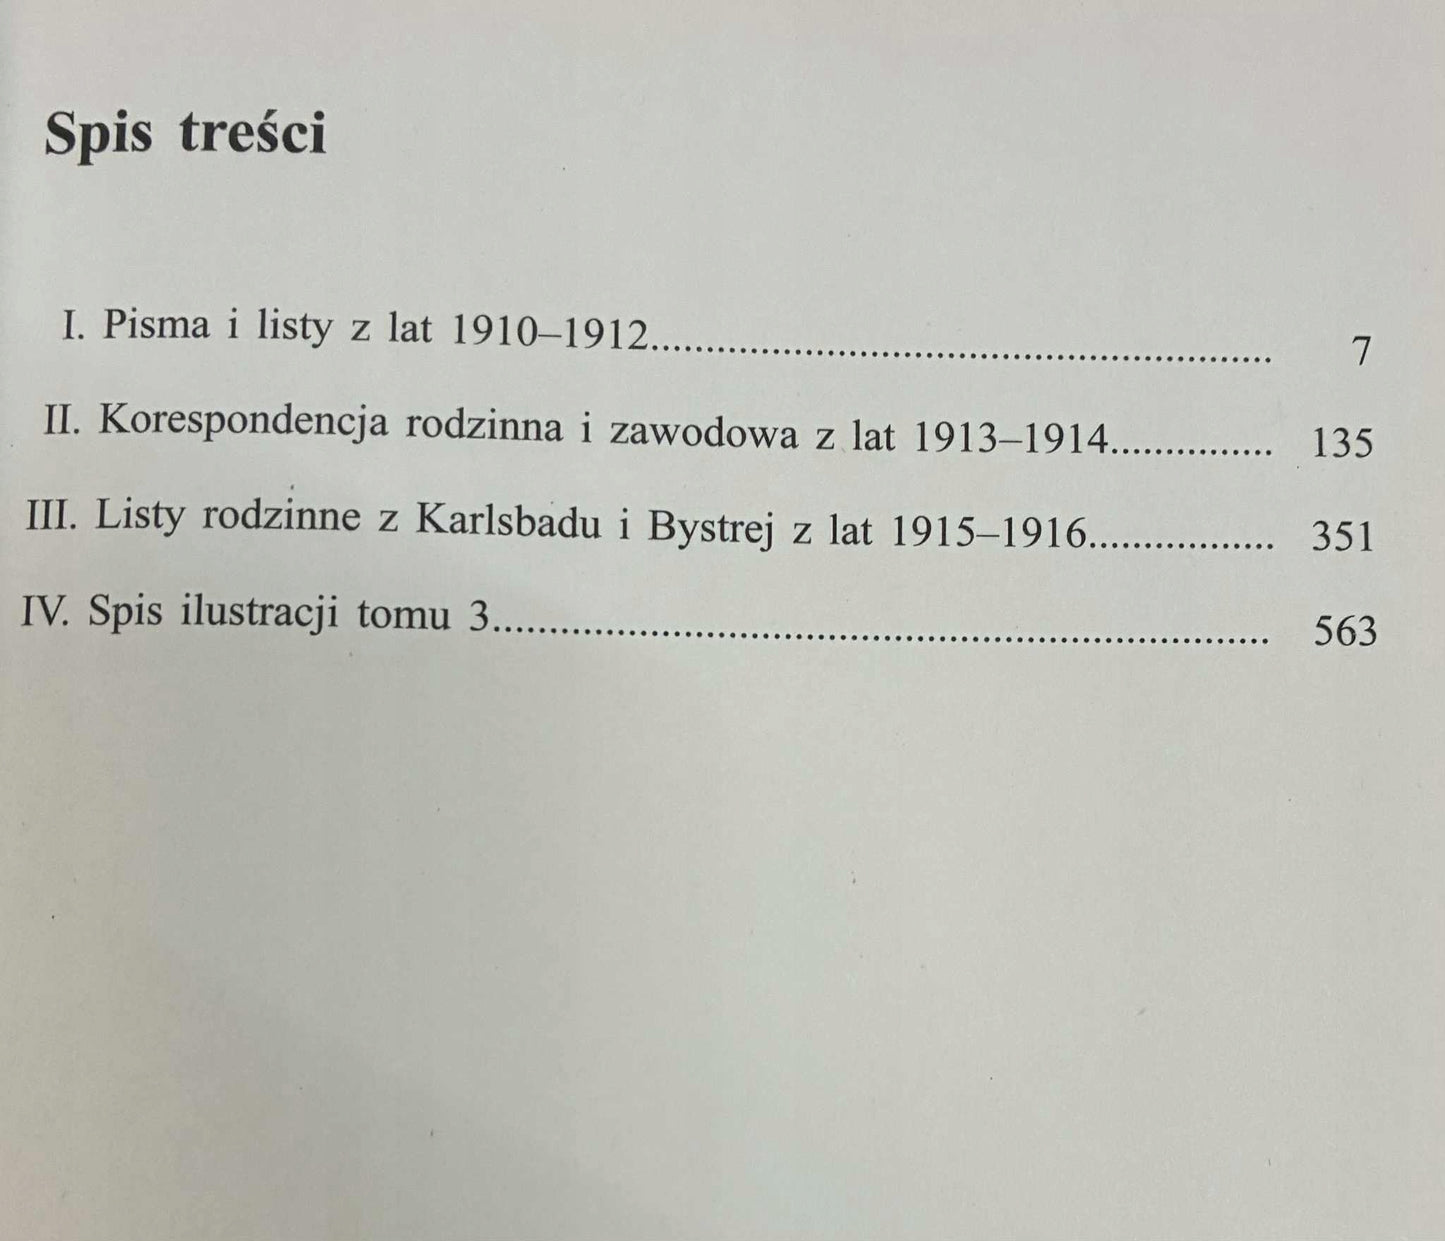 Spis treści
I. Pisma i listy z lat 1910–1912........................................................ 7
II. Korespondencja rodzinna i zawodowa z lat 1913–1914............... 135
III. Listy rodzinne z Karlsbadu i Bystrej z lat 1915–1916................. 351
IV. Spis ilustracji tomu 3...................................................................... 563